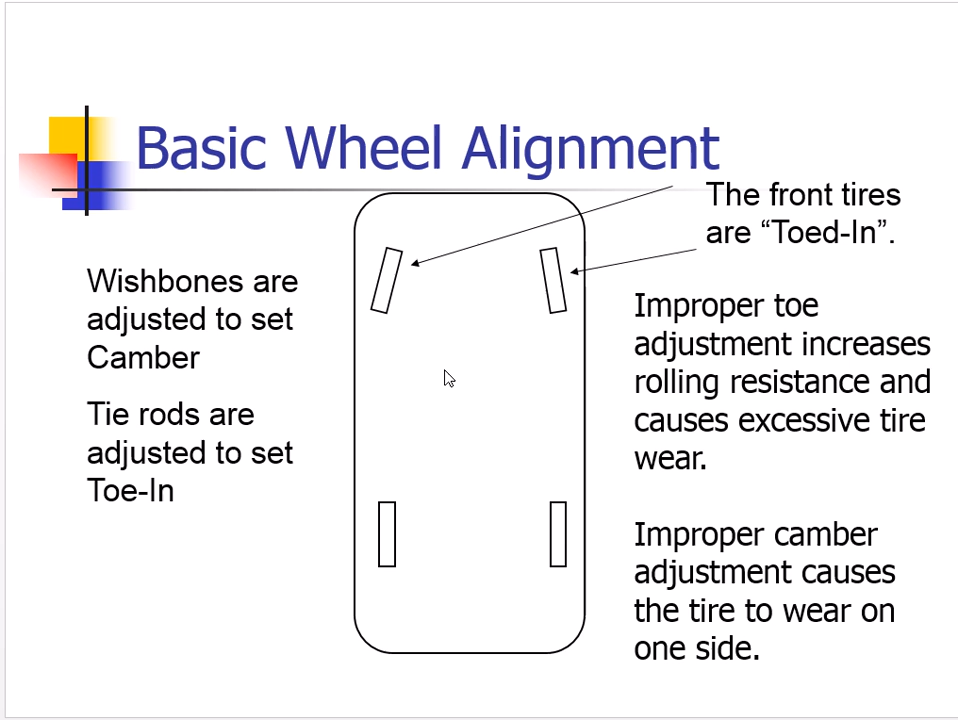 Basic Wheel Alignment
The front tires
are “Toed-In”.
Wishbones are
adjusted to set
Camber
Tie rods are
adjusted to set
Toe-In
Improper toe
adjustment increases
rolling resistance and
causes excessive tire
wear.
Improper camber
adjustment causes
the tire to wear on
one side.